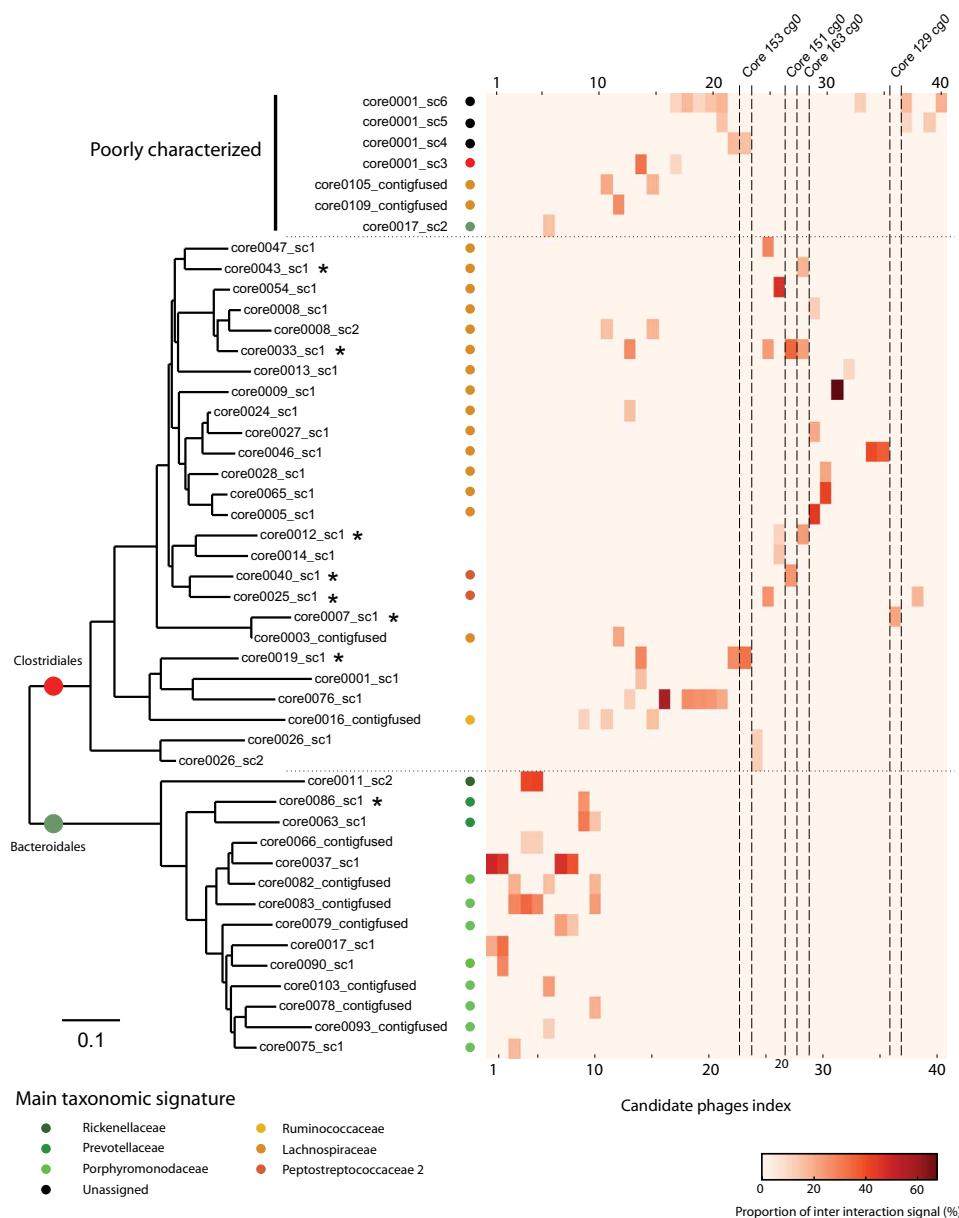 Core 153 cg0
Core 151 cg0
Core 163 cg0
Core 129 cg0
1 10 20 30 40
Poorly characterized
core0001_sc6
core0001_sc5
core0001_sc4
core0001_sc3
core0105_contigfused
core0109_contigfused
core0017_sc2
core0047_sc1
core0043_sc1 *
core0054_sc1
core0008_sc1
core0008_sc2
core0033_sc1 *
core0013_sc1
core0009_sc1
core0024_sc1
core0027_sc1
core0046_sc1
core0028_sc1
core0065_sc1
core0005_sc1
core0012_sc1 *
core0014_sc1
core0040_sc1 *
core0025_sc1 *
core0007_sc1 *
core0003_contigfused
core0019_sc1 *
Clostridiales
core0001_sc1
core0076_sc1
core0016_contigfused
core0026_sc1
core0026_sc2
core0011_sc2
core0086_sc1 *
core0063_sc1
Bacteroidales
core0066_contigfused
core0037_sc1
core0082_contigfused
core0083_contigfused
core0079_contigfused
core0017_sc1
core0090_sc1
core0103_contigfused
core0078_contigfused
core0093_contigfused
core0075_sc1
0.1
20
1 10 20 30 40
Candidate phages index
Main taxonomic signature
Rickenellaceae
Prevotellaceae
Porphyromonodaceae
Unassigned
Ruminococcaceae
Lachnospiraceae
Peptostreptococcaceae 2
0 20 40 60
Proportion of inter interaction signal (%)